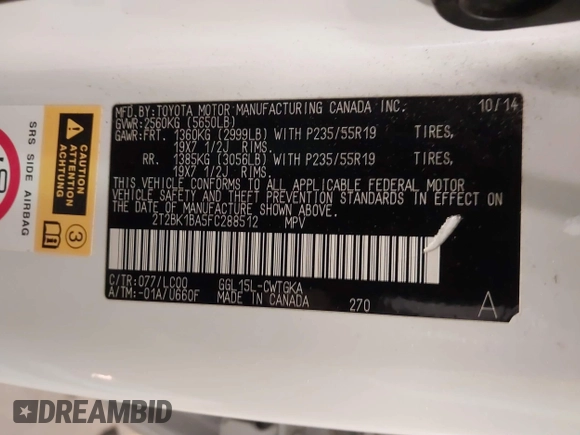 MFD.BY:TOYOTA MOTOR MANUFACTURING CANADA INC. 10/14
GVWR:2560KG (5650LB)
GAWR:FRT. 1360KG (2999LB) WITH P235/55R19 TIRES,
19X7 1/2J RIMS.
RR. 1385KG (3056LB) WITH P235/55R19 TIRES,
19X7 1/2J RIMS.
THIS VEHICLE CONFORMS TO ALL APPLICABLE FEDERAL MOTOR
VEHICLE SAFETY AND THEFT PREVENTION STANDARDS IN EFFECT ON
THE DATE OF MANUFACTURE SHOWN ABOVE.
2T2BK1BA5FC288512 MPV
C/TR:077/LC00 GGL15L-CWTGKA
A/TM:-01A/U660F MADE IN CANADA 270 A
SRS SIDE AIRBAG
CAUTION
ATTENTION
ACHTUNG
3
DREAMBID